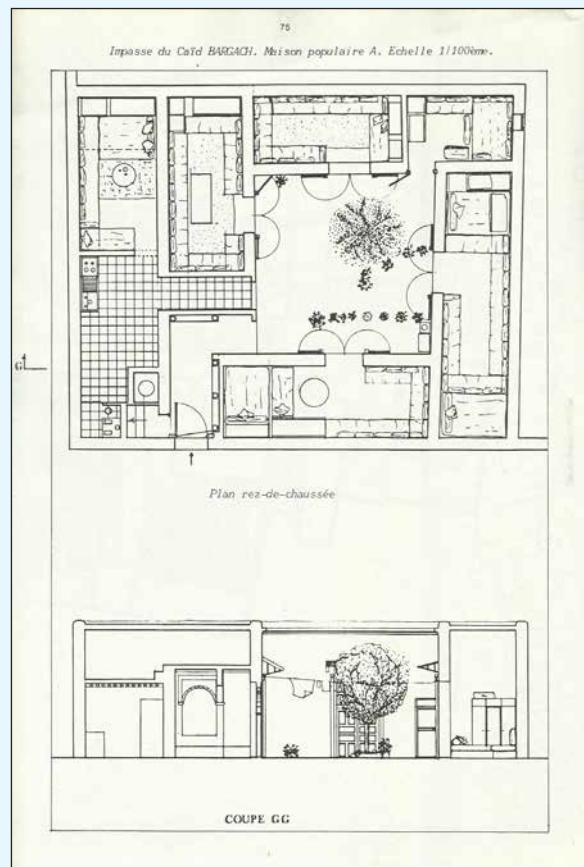 75
Impasse du Caïd BARGACH. Maison populaire A. Echelle 1/100ème.
G
Plan rez-de-chaussée
COUPE GG